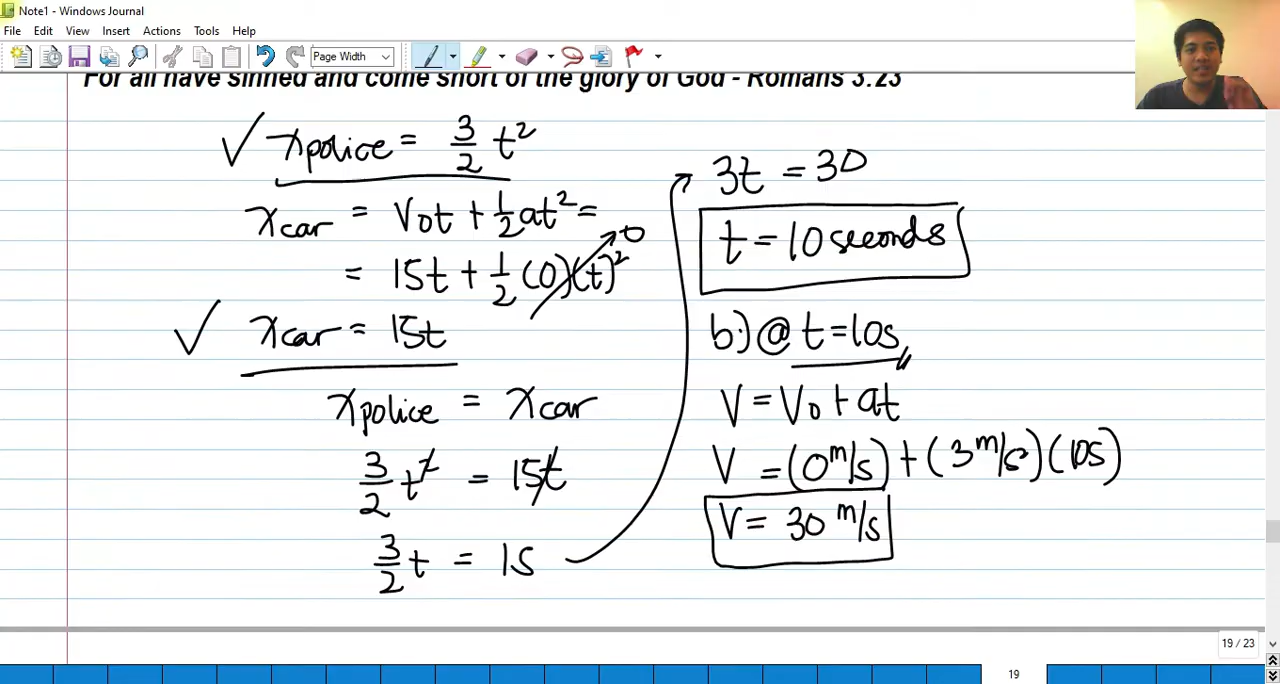 Note1 - Windows Journal
File Edit View Insert Actions Tools Help
Page Width
For all have sinned and come short of the glory of God - Romans 3:23
✓ xpolice = 3/2 t²
xcar = V0t + 1/2 at² =
= 15t + 1/2 (0)(t)² → 0
✓ xcar = 15t
xpolice = xcar
3/2 t² = 15t
3/2 t = 15
3t = 30
t = 10 seconds
b.) @ t = 10s
V = V0 + at
V = (0 m/s) + (3 m/s²)(10s)
V = 30 m/s
19 / 23
19